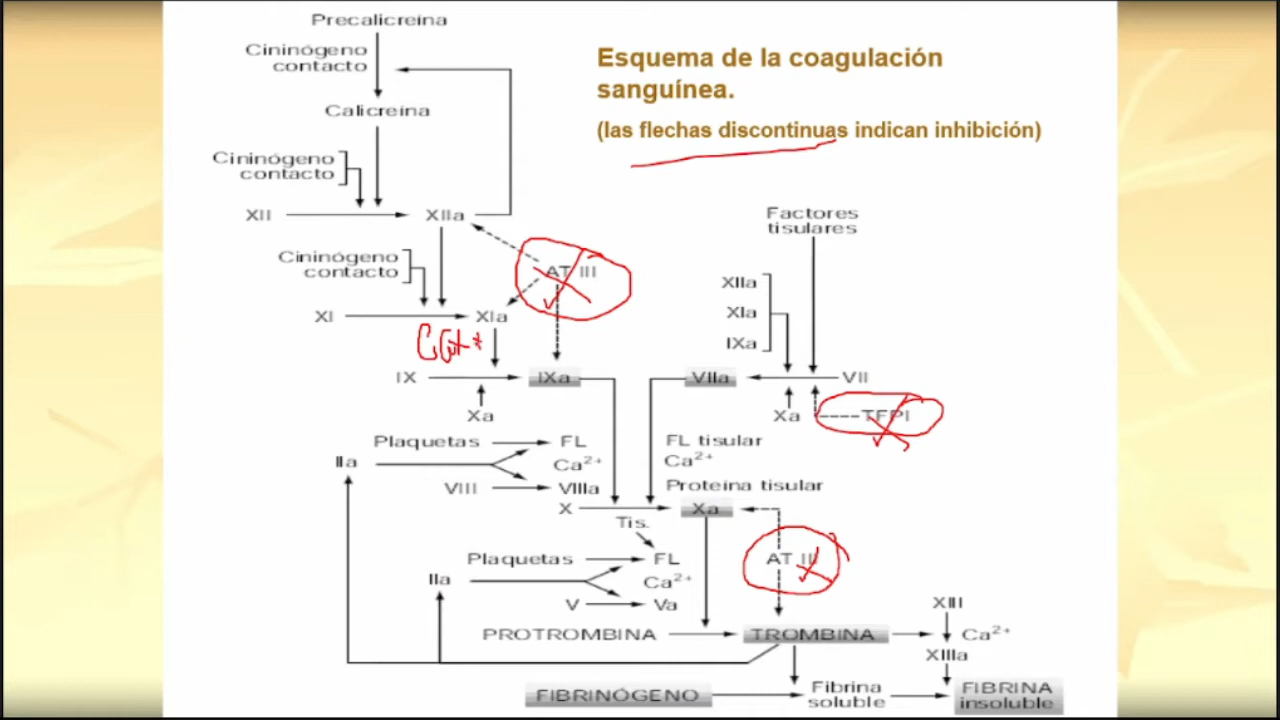 Precalicreína
Cininógeno
contacto
Esquema de la coagulación
sanguínea.
(las flechas discontinuas indican inhibición)
Calicreína
Cininógeno
contacto
XII
XIIa
Factores
tisulares
Cininógeno
contacto
AT III
XIIa
XIa
IXa
XI
XIa
IX
IXa
VIIa
VII
Xa
Xa
TFPI
Plaquetas
FL
FL tisular
IIa
Ca2+
Ca2+
VIII
VIIIa
Proteína tisular
X
Xa
Tis.
Plaquetas
FL
AT III
IIa
Ca2+
V
Va
XIII
PROTROMBINA
TROMBINA
Ca2+
XIIIa
FIBRINÓGENO
Fibrina
soluble
FIBRINA
insoluble